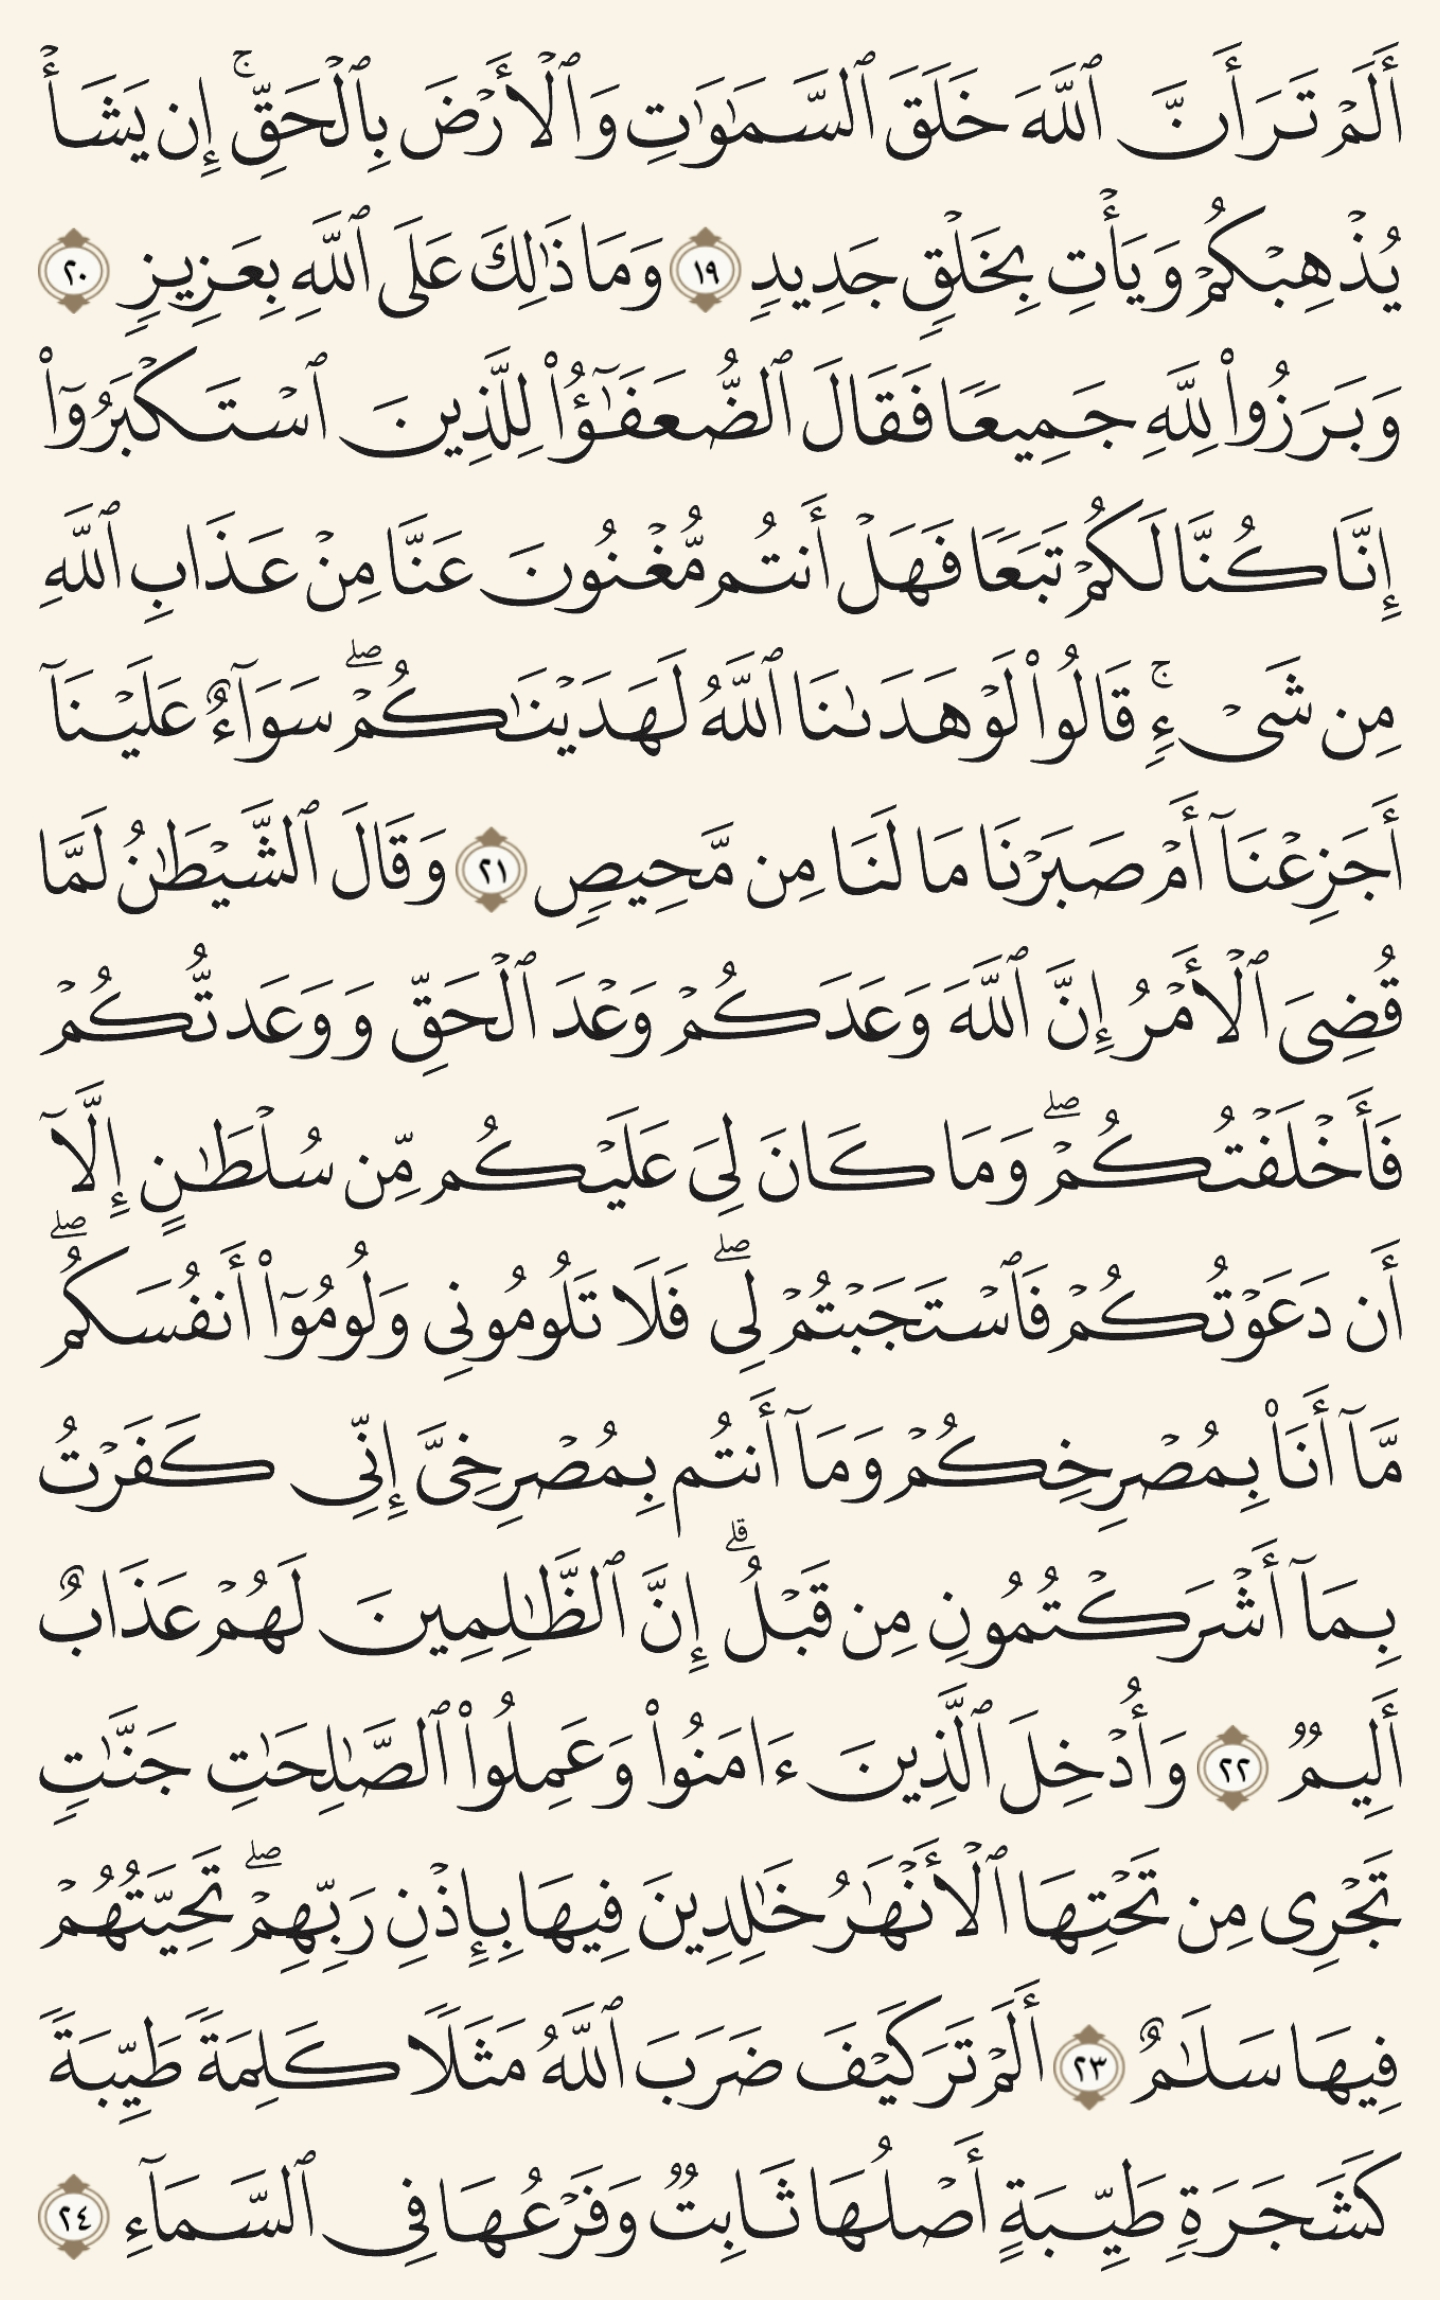 أَلَمْ تَرَ أَنَّ ٱللَّهَ خَلَقَ ٱلسَّمَٰوَٰتِ وَٱلْأَرْضَ بِٱلْحَقِّ ۚ إِن يَشَأْ
يُذْهِبْكُمْ وَيَأْتِ بِخَلْقٍ جَدِيدٍ ١٩ وَمَا ذَٰلِكَ عَلَى ٱللَّهِ بِعَزِيزٍ ٢٠
وَبَرَزُوا۟ لِلَّهِ جَمِيعًا فَقَالَ ٱلضُّعَفَٰٓؤُا۟ لِلَّذِينَ ٱسْتَكْبَرُوٓا۟
إِنَّا كُنَّا لَكُمْ تَبَعًا فَهَلْ أَنتُم مُّغْنُونَ عَنَّا مِنْ عَذَابِ ٱللَّهِ
مِن شَىْءٍ ۚ قَالُوا۟ لَوْ هَدَىٰنَا ٱللَّهُ لَهَدَيْنَٰكُمْ ۖ سَوَآءٌ عَلَيْنَآ
أَجَزِعْنَآ أَمْ صَبَرْنَا مَا لَنَا مِن مَّحِيصٍ ٢١ وَقَالَ ٱلشَّيْطَٰنُ لَمَّا
قُضِىَ ٱلْأَمْرُ إِنَّ ٱللَّهَ وَعَدَكُمْ وَعْدَ ٱلْحَقِّ وَوَعَدتُّكُمْ
فَأَخْلَفْتُكُمْ ۖ وَمَا كَانَ لِىَ عَلَيْكُم مِّن سُلْطَٰنٍ إِلَّآ
أَن دَعَوْتُكُمْ فَٱسْتَجَبْتُمْ لِى ۖ فَلَا تَلُومُونِى وَلُومُوٓا۟ أَنفُسَكُم ۖ
مَّآ أَنَا۠ بِمُصْرِخِكُمْ وَمَآ أَنتُم بِمُصْرِخِىَّ إِنِّى كَفَرْتُ
بِمَآ أَشْرَكْتُمُونِ مِن قَبْلُ ۗ إِنَّ ٱلظَّٰلِمِينَ لَهُمْ عَذَابٌ
أَلِيمٌ ٢٢ وَأُدْخِلَ ٱلَّذِينَ ءَامَنُوا۟ وَعَمِلُوا۟ ٱلصَّٰلِحَٰتِ جَنَّٰتٍ
تَجْرِى مِن تَحْتِهَا ٱلْأَنْهَٰرُ خَٰلِدِينَ فِيهَا بِإِذْنِ رَبِّهِمْ ۖ تَحِيَّتُهُمْ
فِيهَا سَلَٰمٌ ٢٣ أَلَمْ تَرَ كَيْفَ ضَرَبَ ٱللَّهُ مَثَلًا كَلِمَةً طَيِّبَةً
كَشَجَرَةٍ طَيِّبَةٍ أَصْلُهَا ثَابِتٌ وَفَرْعُهَا فِى ٱلسَّمَآءِ ٢٤